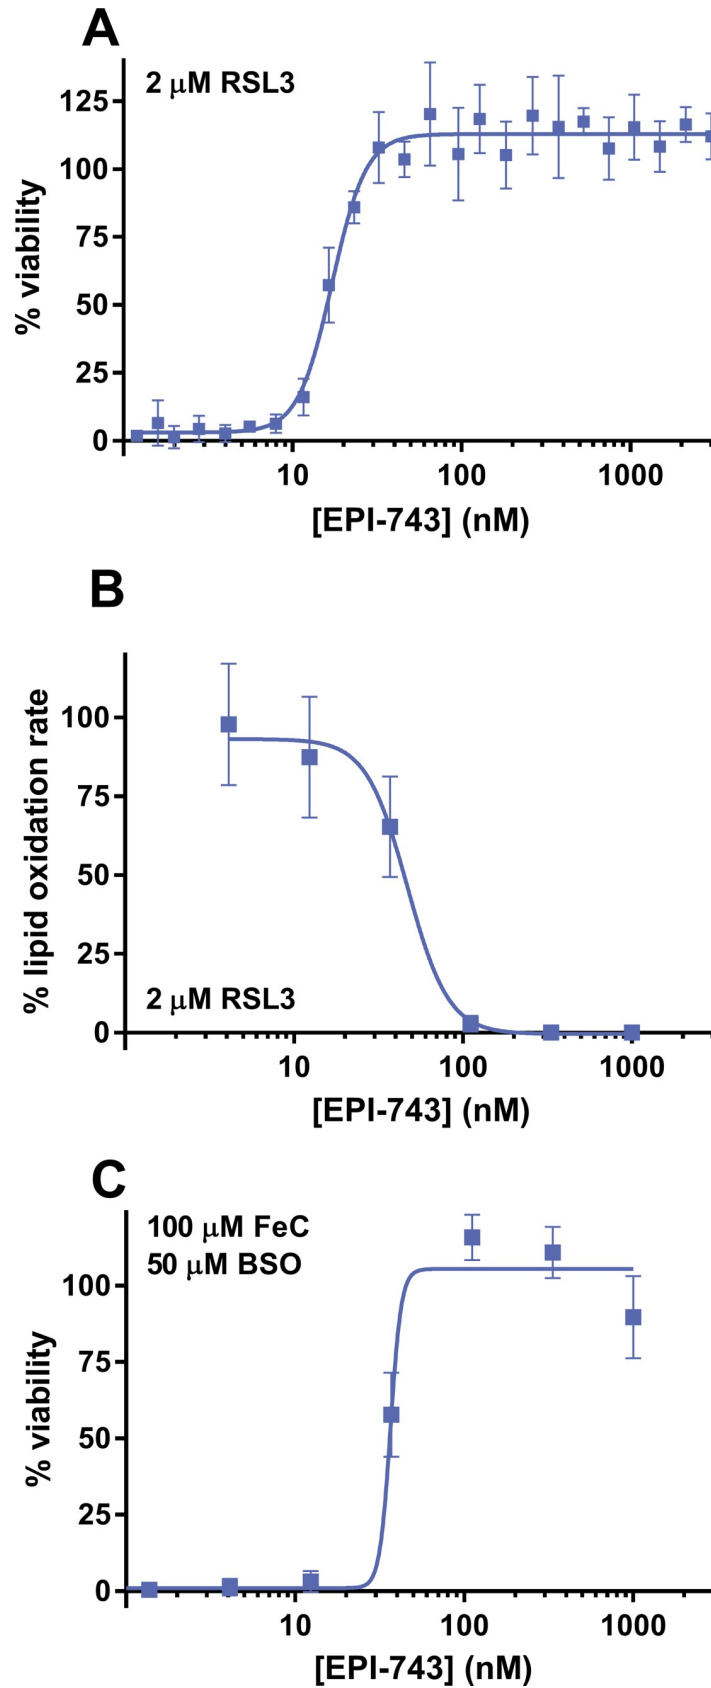 A
2 μM RSL3
% viability
125
100
75
50
25
0
10
100
1000
[EPI-743] (nM)
B
% lipid oxidation rate
100
75
50
25
0
2 μM RSL3
10
100
1000
[EPI-743] (nM)
C
100 μM FeC
50 μM BSO
% viability
100
75
50
25
0
10
100
1000
[EPI-743] (nM)